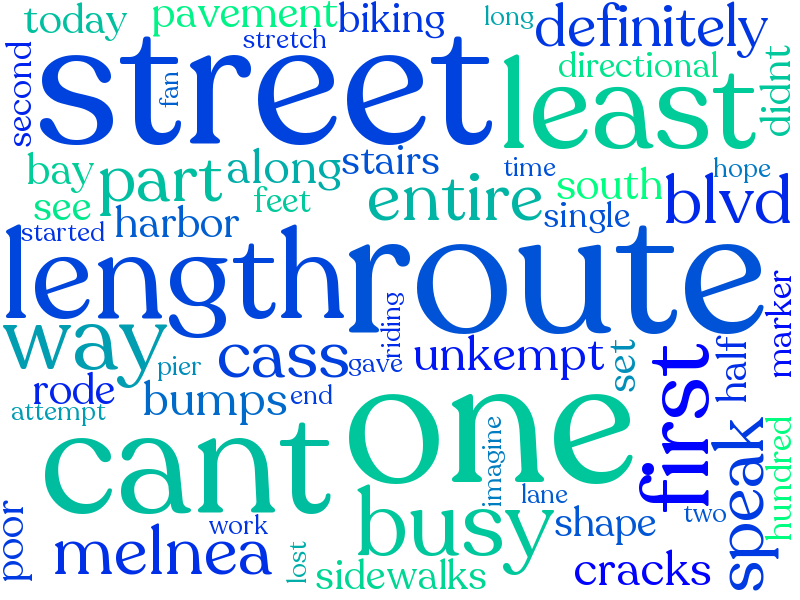 today
pavement
biking
long
definitely
stretch
second
street
fan
directional
least
didnt
bay
part
along
stairs
time
hope
see
feet
entire
south
blvd
started
harbor
single
length
route
way
pier
cass
gave
riding
unkempt
set
half
marker
rode
bumps
end
attempt
cant
one
imagine
first
speak
hundred
poor
melnea
work
lost
busy
lane
shape
two
sidewalks
cracks